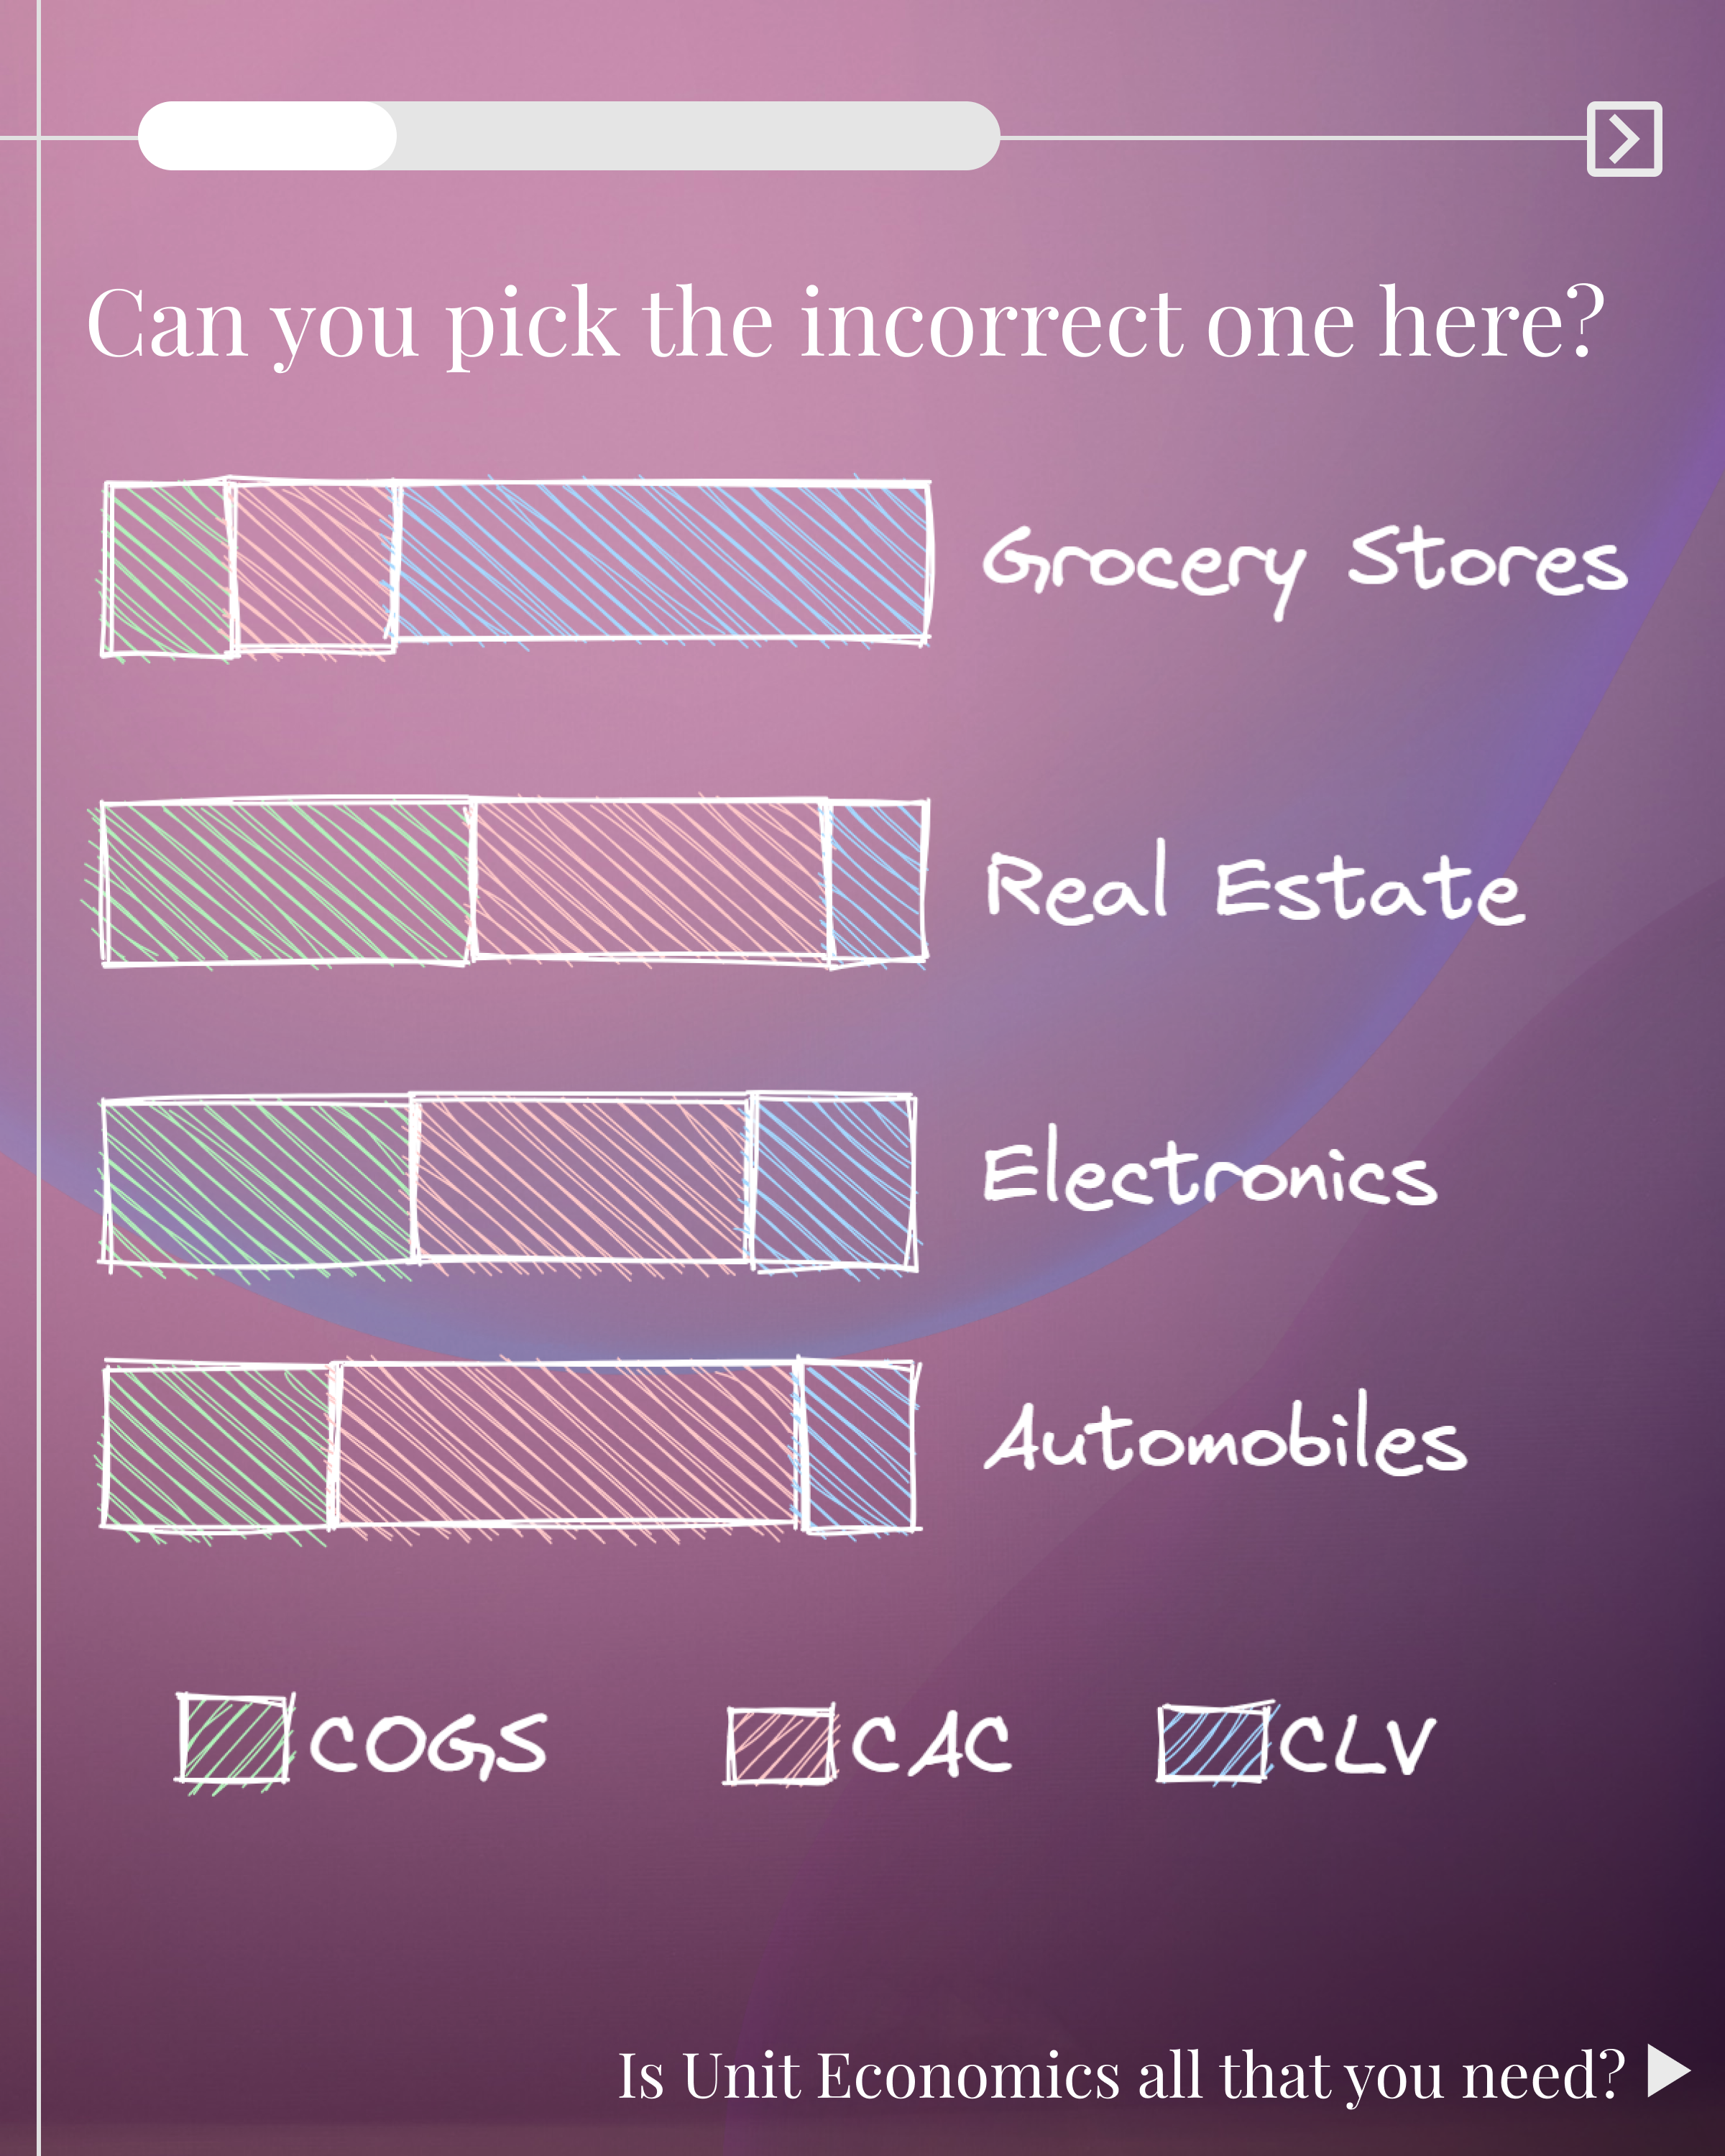 Can you pick the incorrect one here?
Grocery Stores
Real Estate
Electronics
Automobiles
COGS
CAC
CLV
Is Unit Economics all that you need?